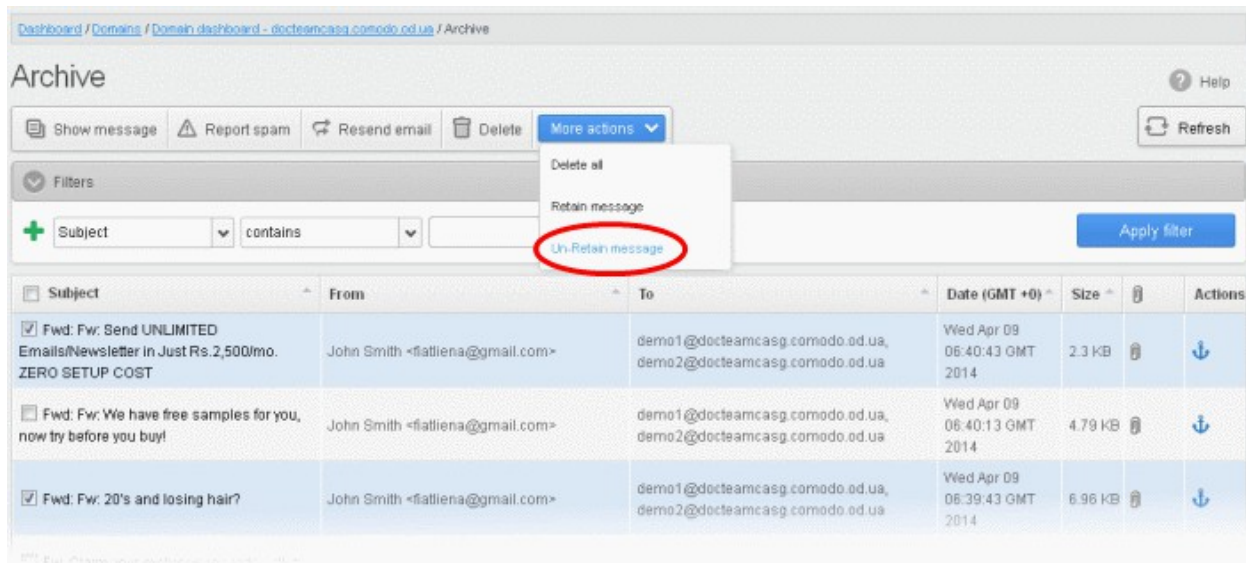 Dashboard / Domains / Domain dashboard - docteamcasg.comodo.od.ua / Archive
Archive
Help
Show message Report spam Resend email Delete More actions Refresh
Delete all
Filters
Retain message
Subject contains Apply filter
Un-Retain message
Subject From To Date (GMT +0) Size Actions
Fwd: Fw: Send UNLIMITED
Emails/Newsletter in Just Rs.2,500/mo.
ZERO SETUP COST
John Smith <fiatliena@gmail.com>
demo1@docteamcasg.comodo.od.ua,
demo2@docteamcasg.comodo.od.ua
Wed Apr 09
06:40:43 GMT
2014
2.3 KB
Fwd: Fw: We have free samples for you,
now try before you buy!
John Smith <fiatliena@gmail.com>
demo1@docteamcasg.comodo.od.ua,
demo2@docteamcasg.comodo.od.ua
Wed Apr 09
06:40:13 GMT
2014
4.79 KB
Fwd: Fw: 20's and losing hair?
John Smith <fiatliena@gmail.com>
demo1@docteamcasg.comodo.od.ua,
demo2@docteamcasg.comodo.od.ua
Wed Apr 09
06:39:43 GMT
2014
6.96 KB